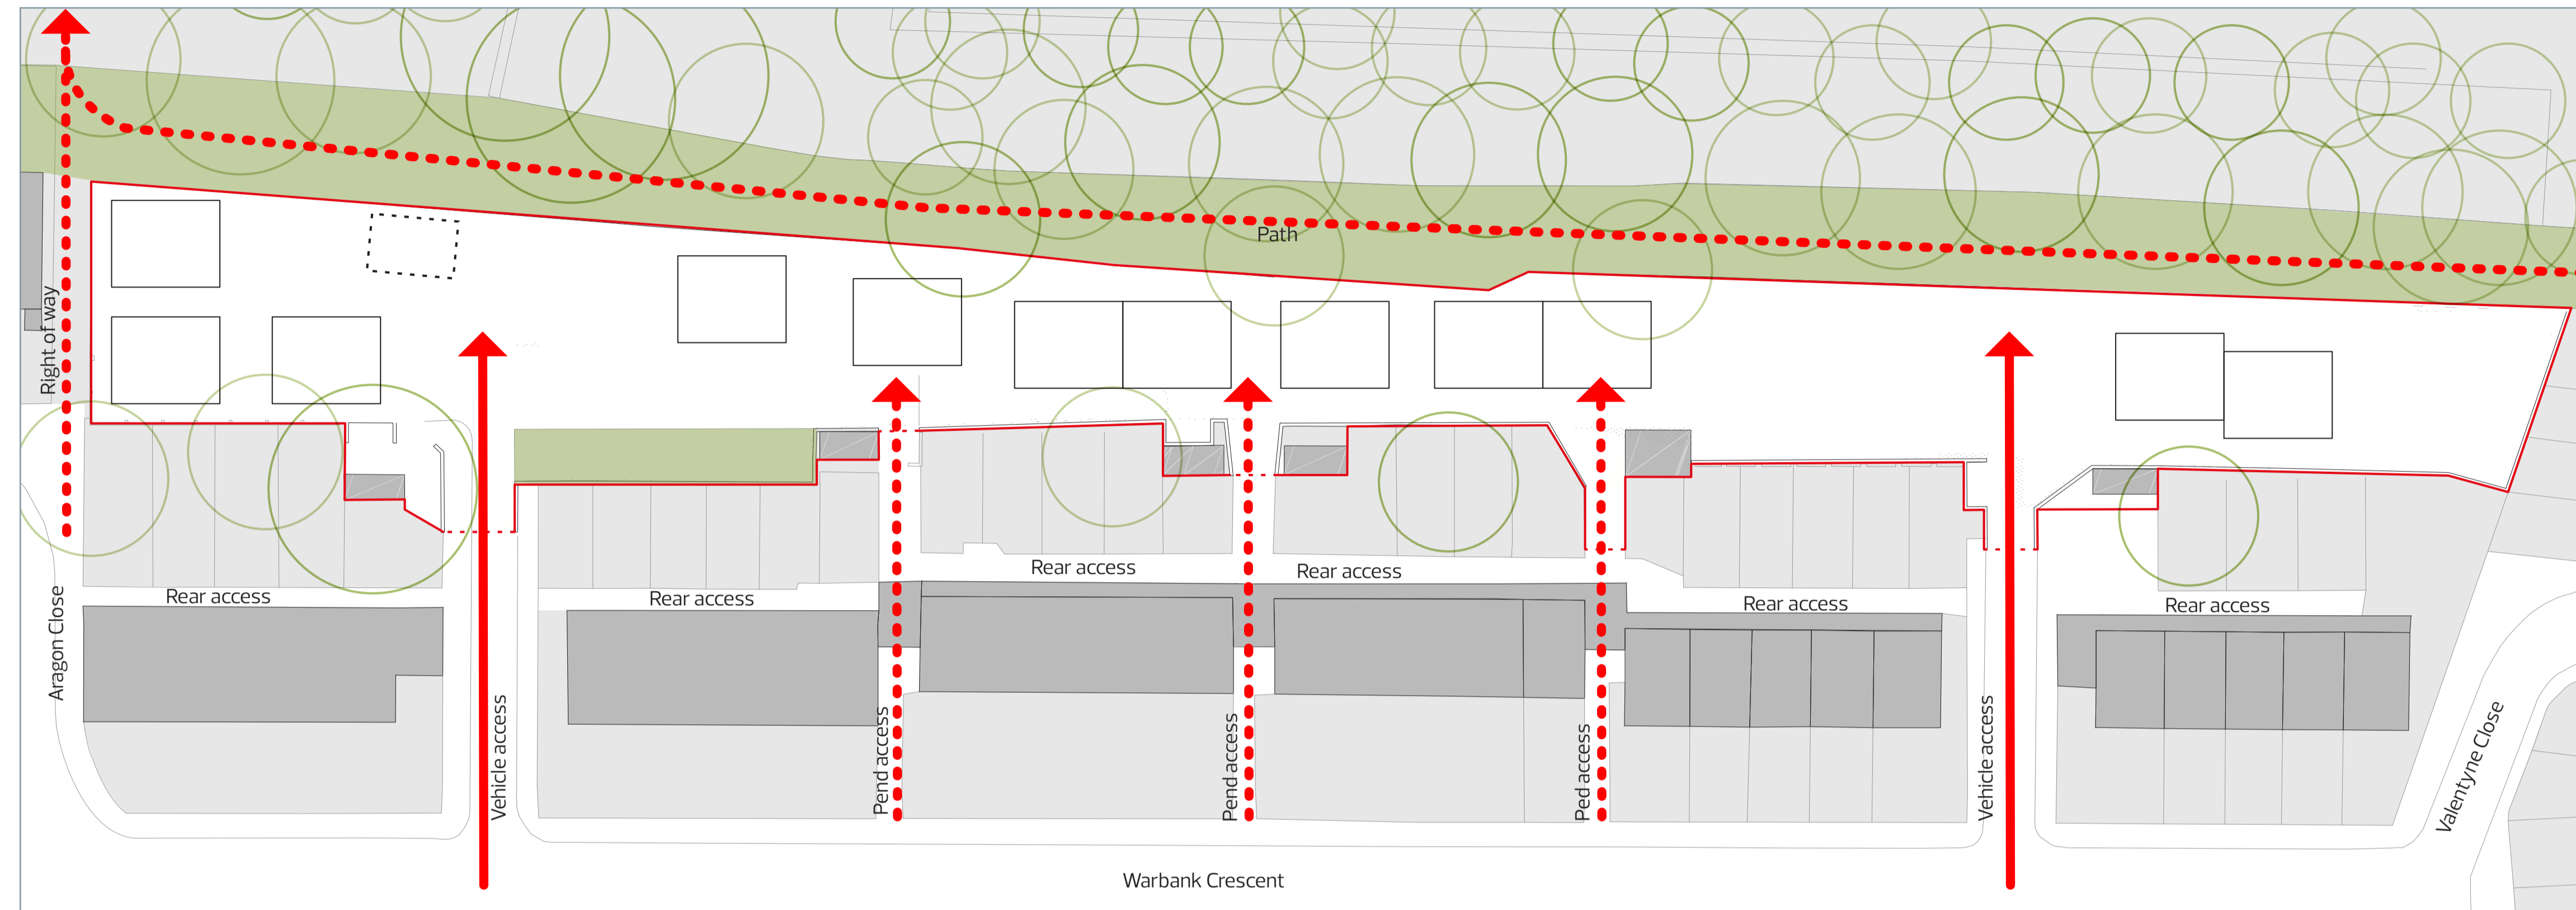 Path
Right of way
Rear access
Rear access
Rear access
Rear access
Rear access
Rear access
Aragon Close
Vehicle access
Pend access
Pend access
Ped access
Vehicle access
Valentyne Close
Warbank Crescent